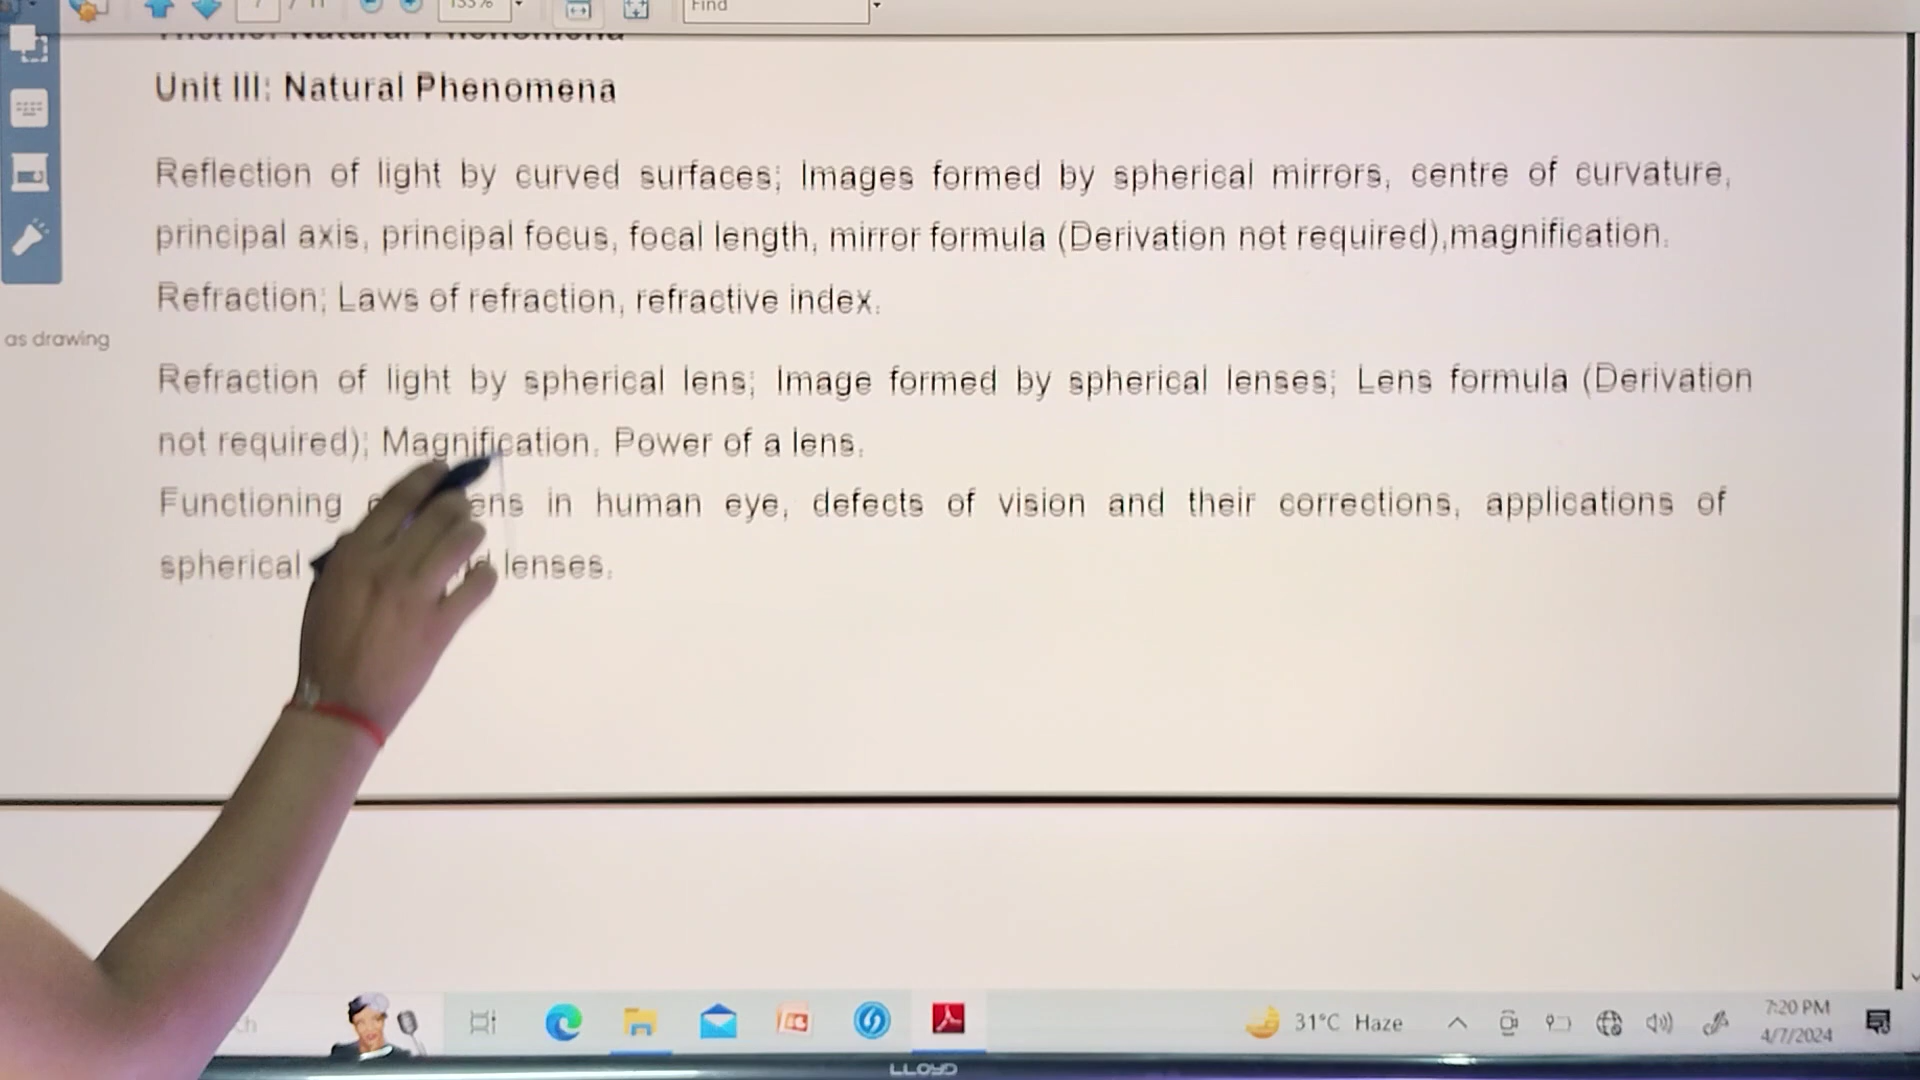 133%
Find
Theme: Natural Phenomena
Unit III: Natural Phenomena
Reflection of light by curved surfaces; Images formed by spherical mirrors, centre of curvature,
principal axis, principal focus, focal length, mirror formula (Derivation not required),magnification.
Refraction; Laws of refraction, refractive index.
as drawing
Refraction of light by spherical lens; Image formed by spherical lenses; Lens formula (Derivation
not required); Magnification. Power of a lens.
Functioning in human eye, defects of vision and their corrections, applications of
spherical lenses.
31°C Haze
7:20 PM
4/7/2024
LLOYD